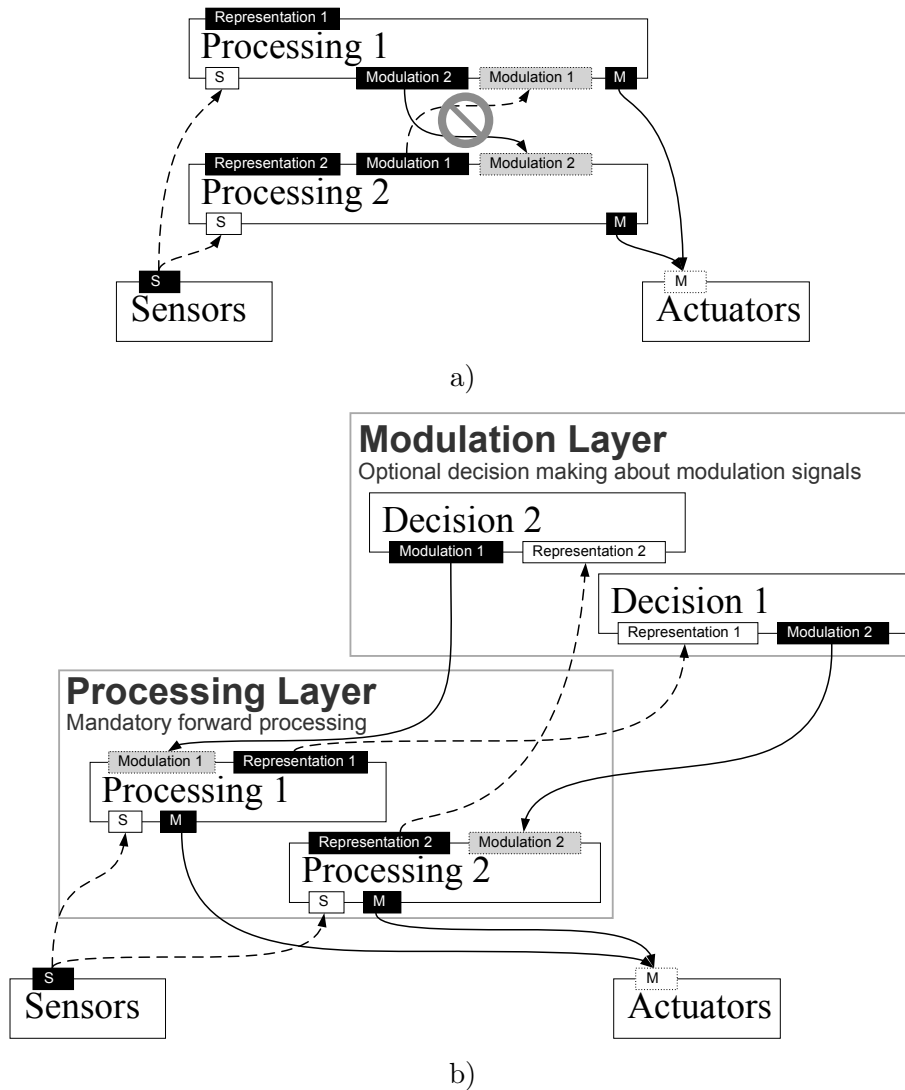 Representation 1
Processing 1
S
Modulation 2
Modulation 1
M
Representation 2
Modulation 1
Modulation 2
Processing 2
S
M
S
Sensors
M
Actuators
a)
Modulation Layer
Optional decision making about modulation signals
Decision 2
Modulation 1
Representation 2
Decision 1
Representation 1
Modulation 2
Processing Layer
Mandatory forward processing
Modulation 1
Representation 1
Processing 1
S
M
Representation 2
Modulation 2
Processing 2
S
M
S
Sensors
M
Actuators
b)